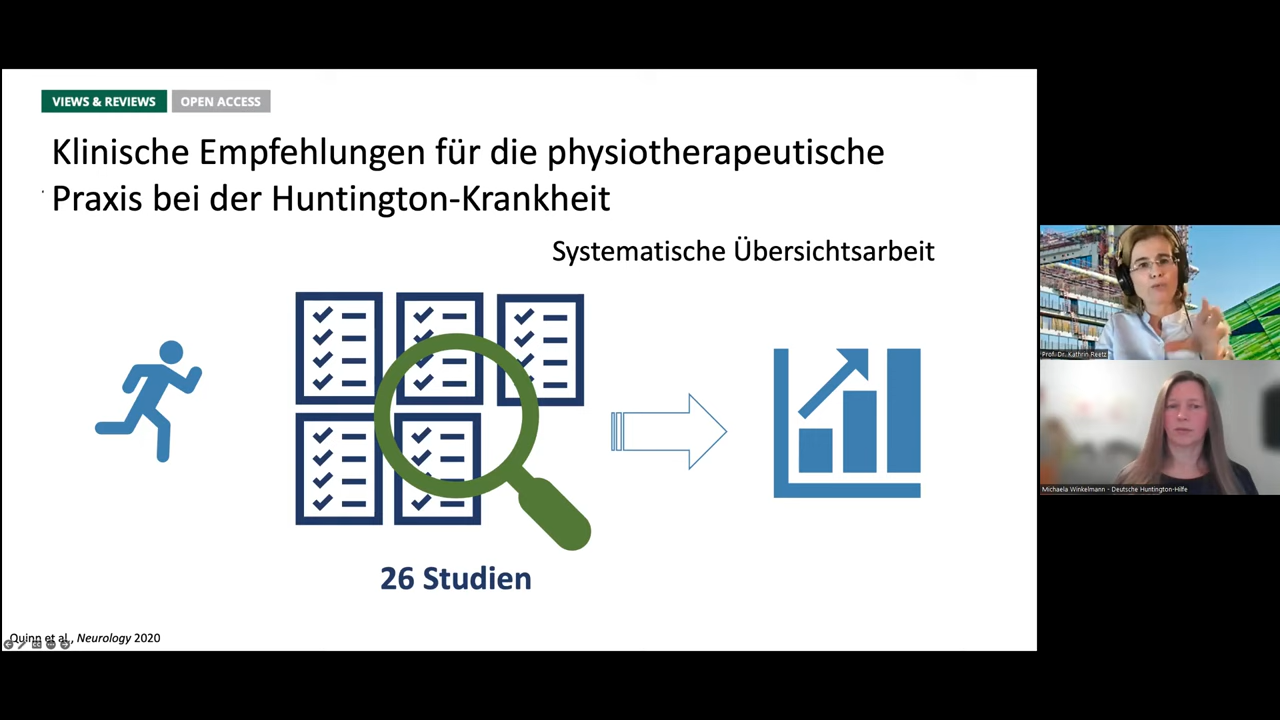 VIEWS & REVIEWS OPEN ACCESS
Klinische Empfehlungen für die physiotherapeutische
Praxis bei der Huntington-Krankheit
Systematische Übersichtsarbeit
26 Studien
Quinn et al., Neurology 2020
Prof. Dr. Kathrin Reetz
Michaela Winkelmann - Deutsche Huntington-Hilfe